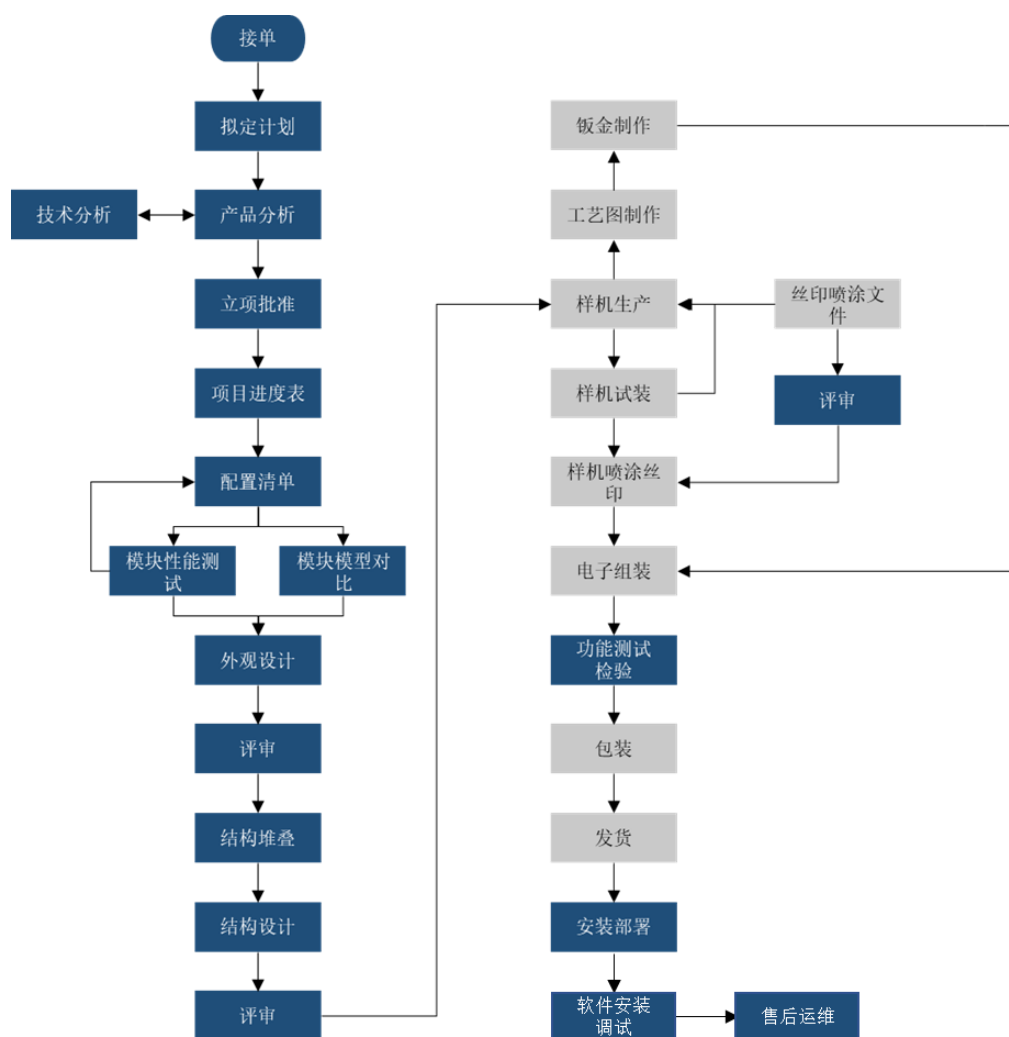 接单
拟定计划
技术分析
产品分析
立项批准
项目进度表
配置清单
模块性能测
试
模块模型对
比
外观设计
评审
结构堆叠
结构设计
评审
钣金制作
工艺图制作
样机生产
丝印喷涂文
件
样机试装
评审
样机喷涂丝
印
电子组装
功能测试
检验
包装
发货
安装部署
软件安装
调试
售后运维